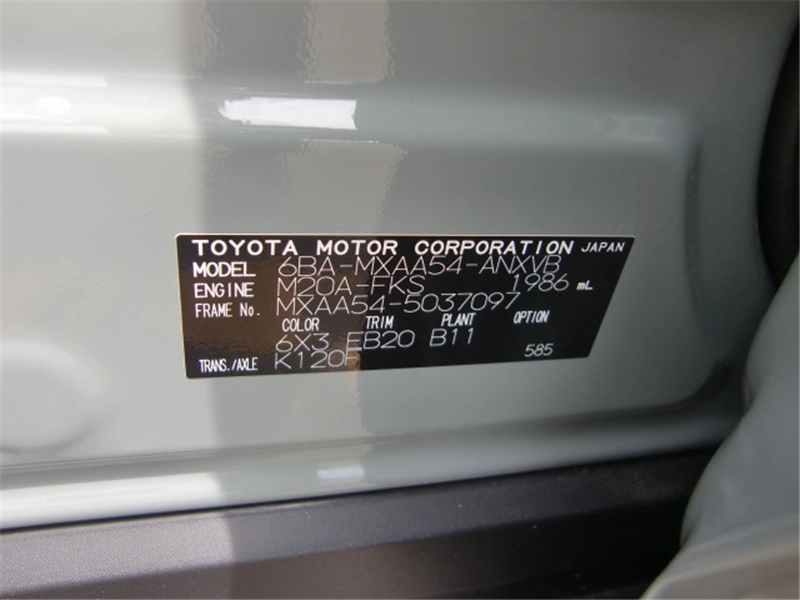 TOYOTA MOTOR CORPORATION JAPAN
MODEL 6BA-MXAA54-ANXVB
ENGINE M20A-FKS 1986 mL
FRAME No. MXAA54-5037097
COLOR TRIM PLANT OPTION
6X3 EB20 B11 585
TRANS./AXLE K120F